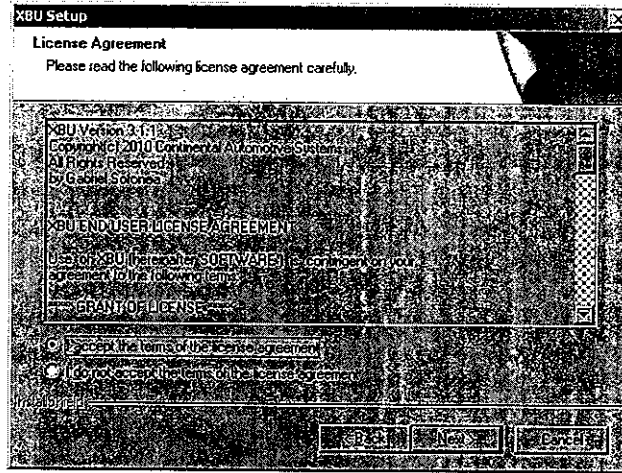 XBU Setup
License Agreement
Please read the following license agreement carefully.
XBU Version 3.1.1
Copyright (c) 2010 Continental Automotive Systems
All Rights Reserved
by Gabriel
XBU END USER LICENSE AGREEMENT
Use of XBU (hereinafter SOFTWARE) is contingent on your
agreement to the following terms
GRANT OF LICENSE
I accept the terms of the license agreement
I do not accept the terms of the license agreement
< Back
Next >
Cancel